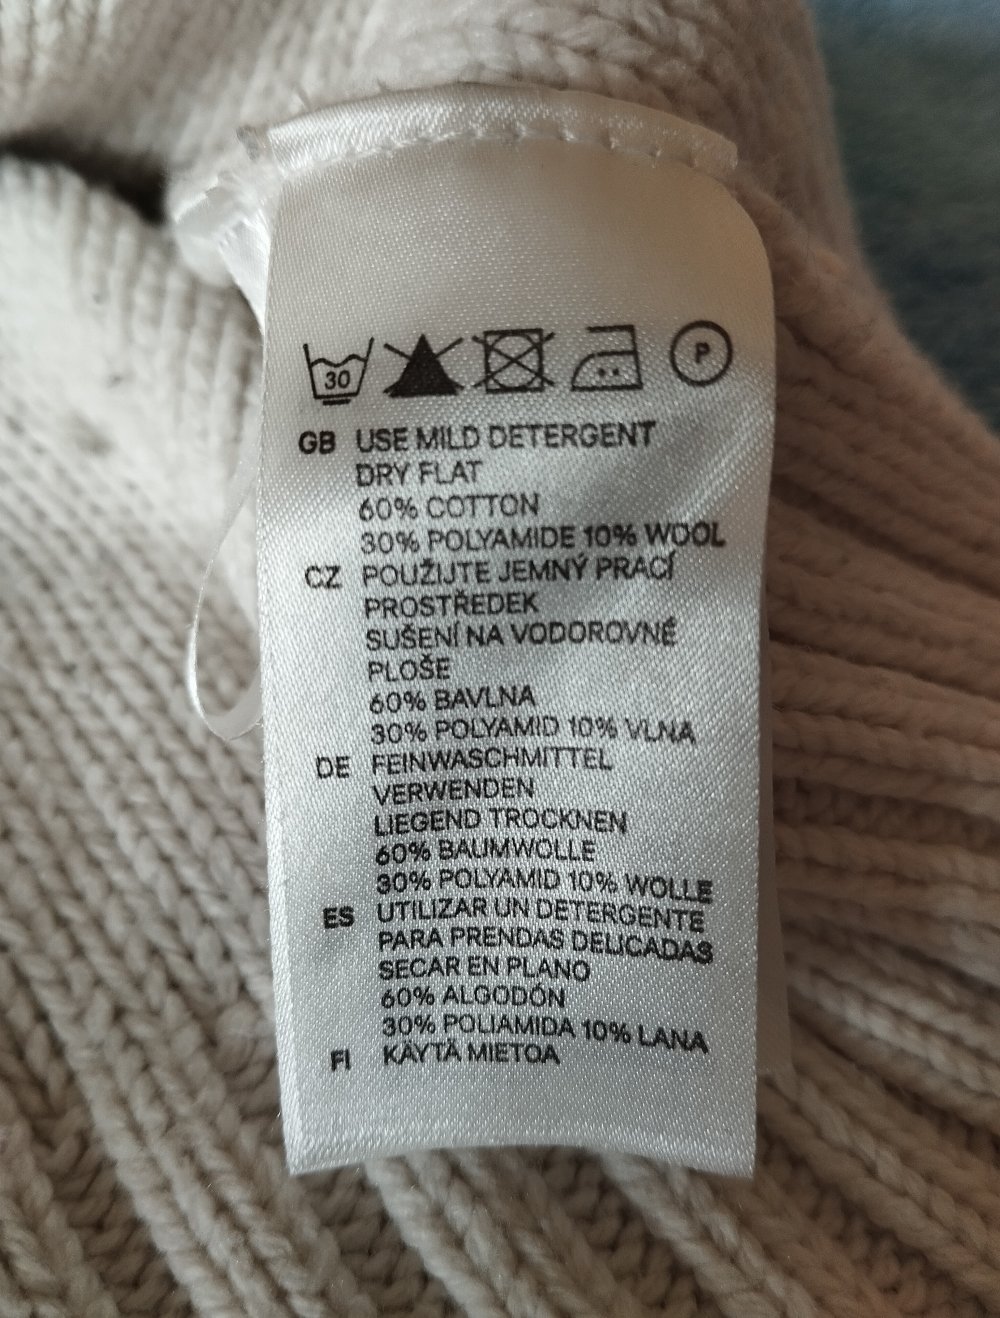 30
P
GB USE MILD DETERGENT
DRY FLAT
60% COTTON
30% POLYAMIDE 10% WOOL
CZ POUŽIJTE JEMNÝ PRACÍ
PROSTŘEDEK
SUŠENÍ NA VODOROVNÉ
PLOŠE
60% BAVLNA
30% POLYAMID 10% VLNA
DE FEINWASCHMITTEL
VERWENDEN
LIEGEND TROCKNEN
60% BAUMWOLLE
30% POLYAMID 10% WOLLE
ES UTILIZAR UN DETERGENTE
PARA PRENDAS DELICADAS
SECAR EN PLANO
60% ALGODÓN
30% POLIAMIDA 10% LANA
FI KÄYTÄ MIETOA